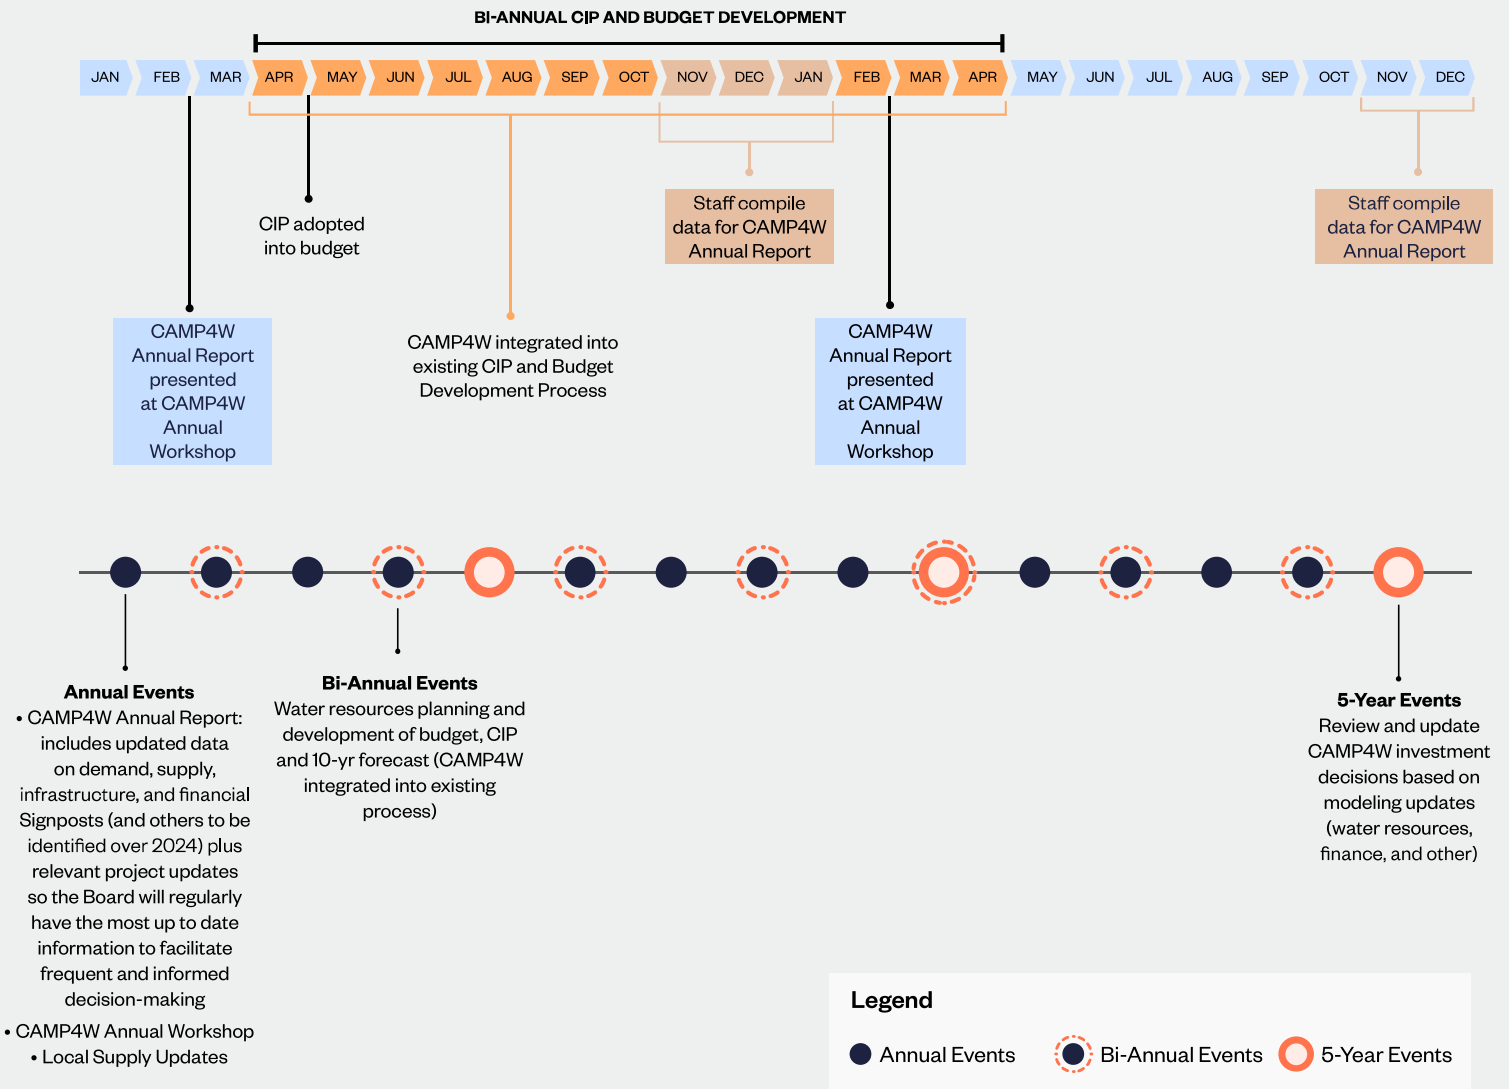 BI-ANNUAL CIP AND BUDGET DEVELOPMENT
JAN FEB MAR APR MAY JUN JUL AUG SEP OCT NOV DEC JAN FEB MAR APR MAY JUN JUL AUG SEP OCT NOV DEC
CIP adopted
into budget
Staff compile
data for CAMP4W
Annual Report
Staff compile
data for CAMP4W
Annual Report
CAMP4W
Annual Report
presented
at CAMP4W
Annual
Workshop
CAMP4W integrated into
existing CIP and Budget
Development Process
CAMP4W
Annual Report
presented
at CAMP4W
Annual
Workshop
Annual Events
• CAMP4W Annual Report:
includes updated data
on demand, supply,
infrastructure, and financial
Signposts (and others to be
identified over 2024) plus
relevant project updates
so the Board will regularly
have the most up to date
information to facilitate
frequent and informed
decision-making
• CAMP4W Annual Workshop
• Local Supply Updates
Bi-Annual Events
Water resources planning and
development of budget, CIP
and 10-yr forecast (CAMP4W
integrated into existing
process)
5-Year Events
Review and update
CAMP4W investment
decisions based on
modeling updates
(water resources,
finance, and other)
Legend
Annual Events
Bi-Annual Events
5-Year Events